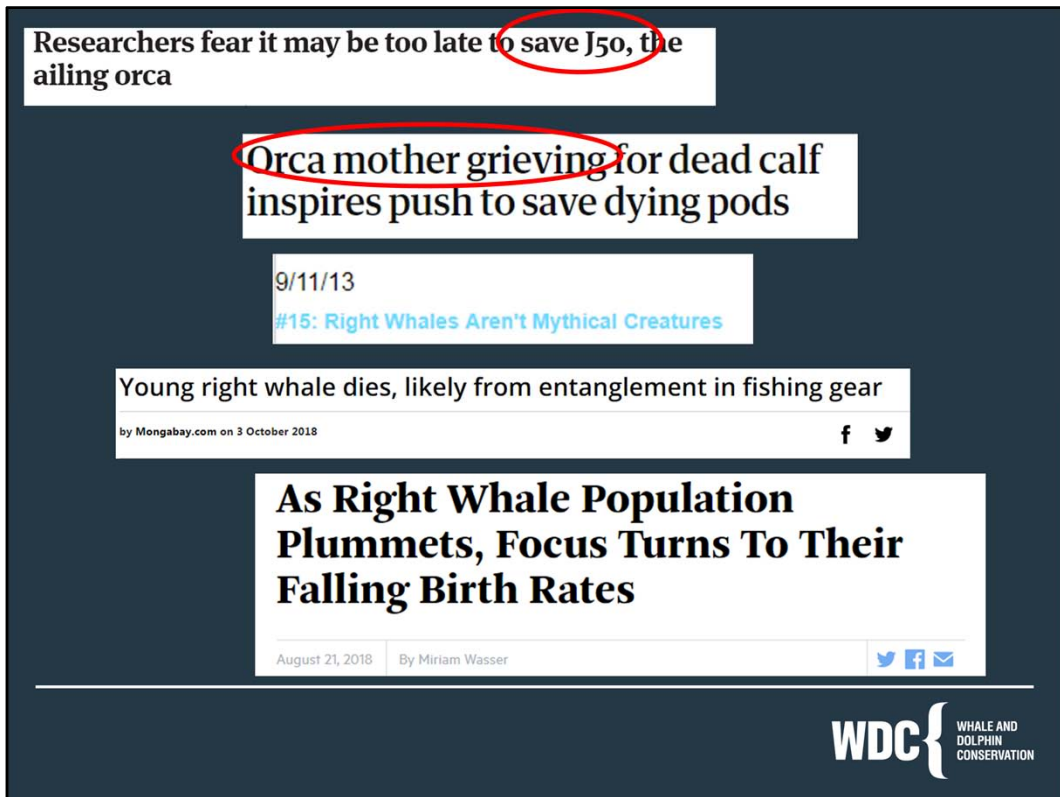 Researchers fear it may be too late to save J50, the
ailing orca
Orca mother grieving for dead calf
inspires push to save dying pods
9/11/13
#15: Right Whales Aren't Mythical Creatures
Young right whale dies, likely from entanglement in fishing gear
by Mongabay.com on 3 October 2018
As Right Whale Population
Plummets, Focus Turns To Their
Falling Birth Rates
August 21, 2018 By Miriam Wasser
WDC
WHALE AND
DOLPHIN
CONSERVATION